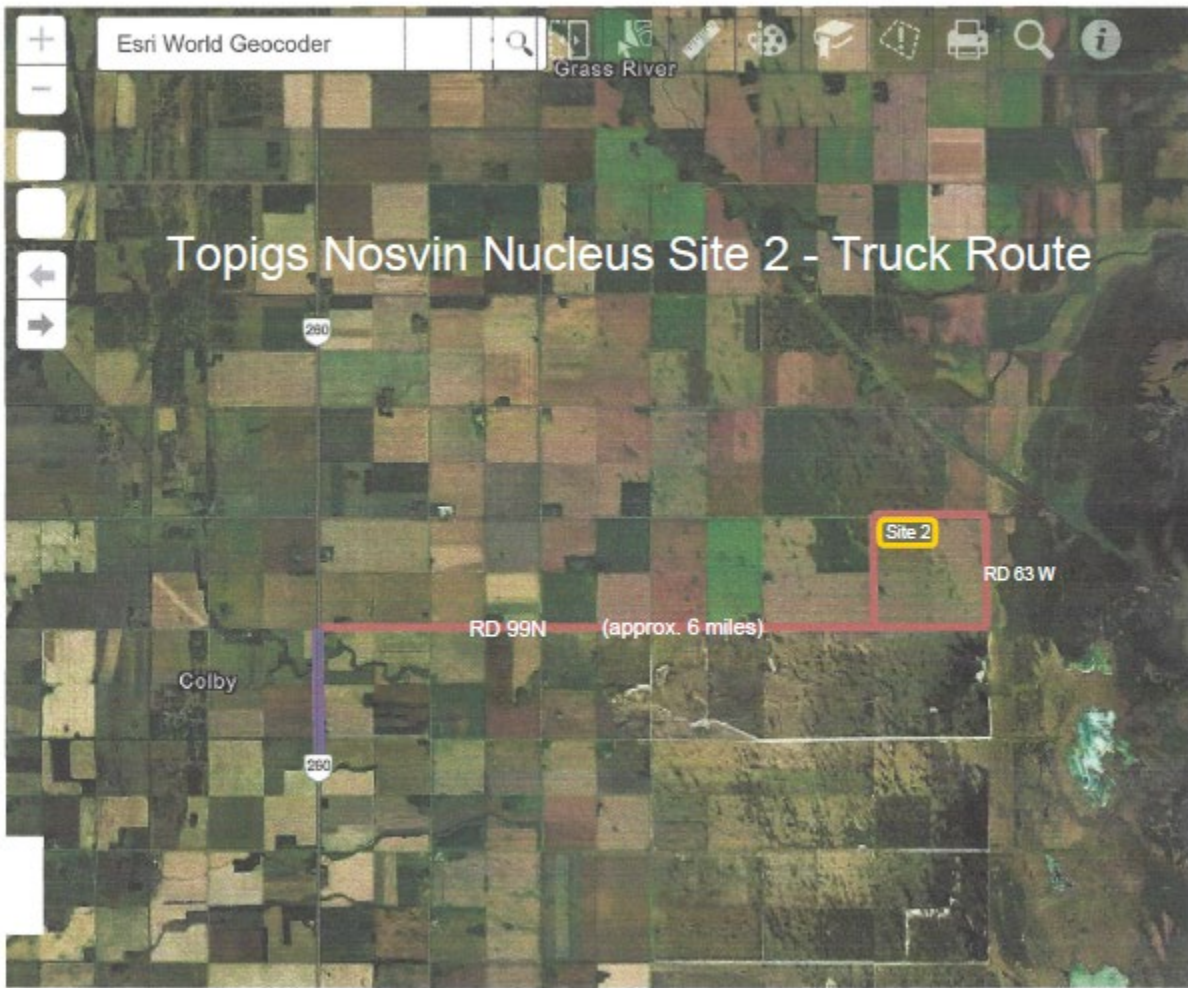 Esri World Geocoder
Grass River
Topigs Nosvin Nucleus Site 2 - Truck Route
260
Site 2
RD 63 W
RD 99N (approx. 6 miles)
Colby
260